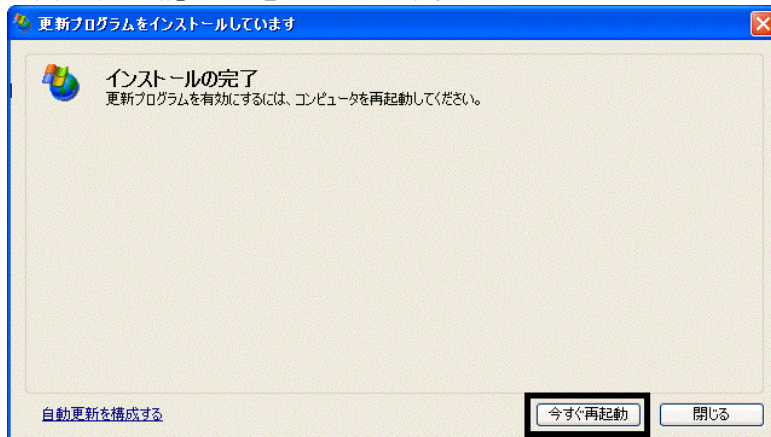 更新プログラムをインストールしています
インストールの完了
更新プログラムを有効にするには、コンピュータを再起動してください。
自動更新を構成する
今すぐ再起動
閉じる